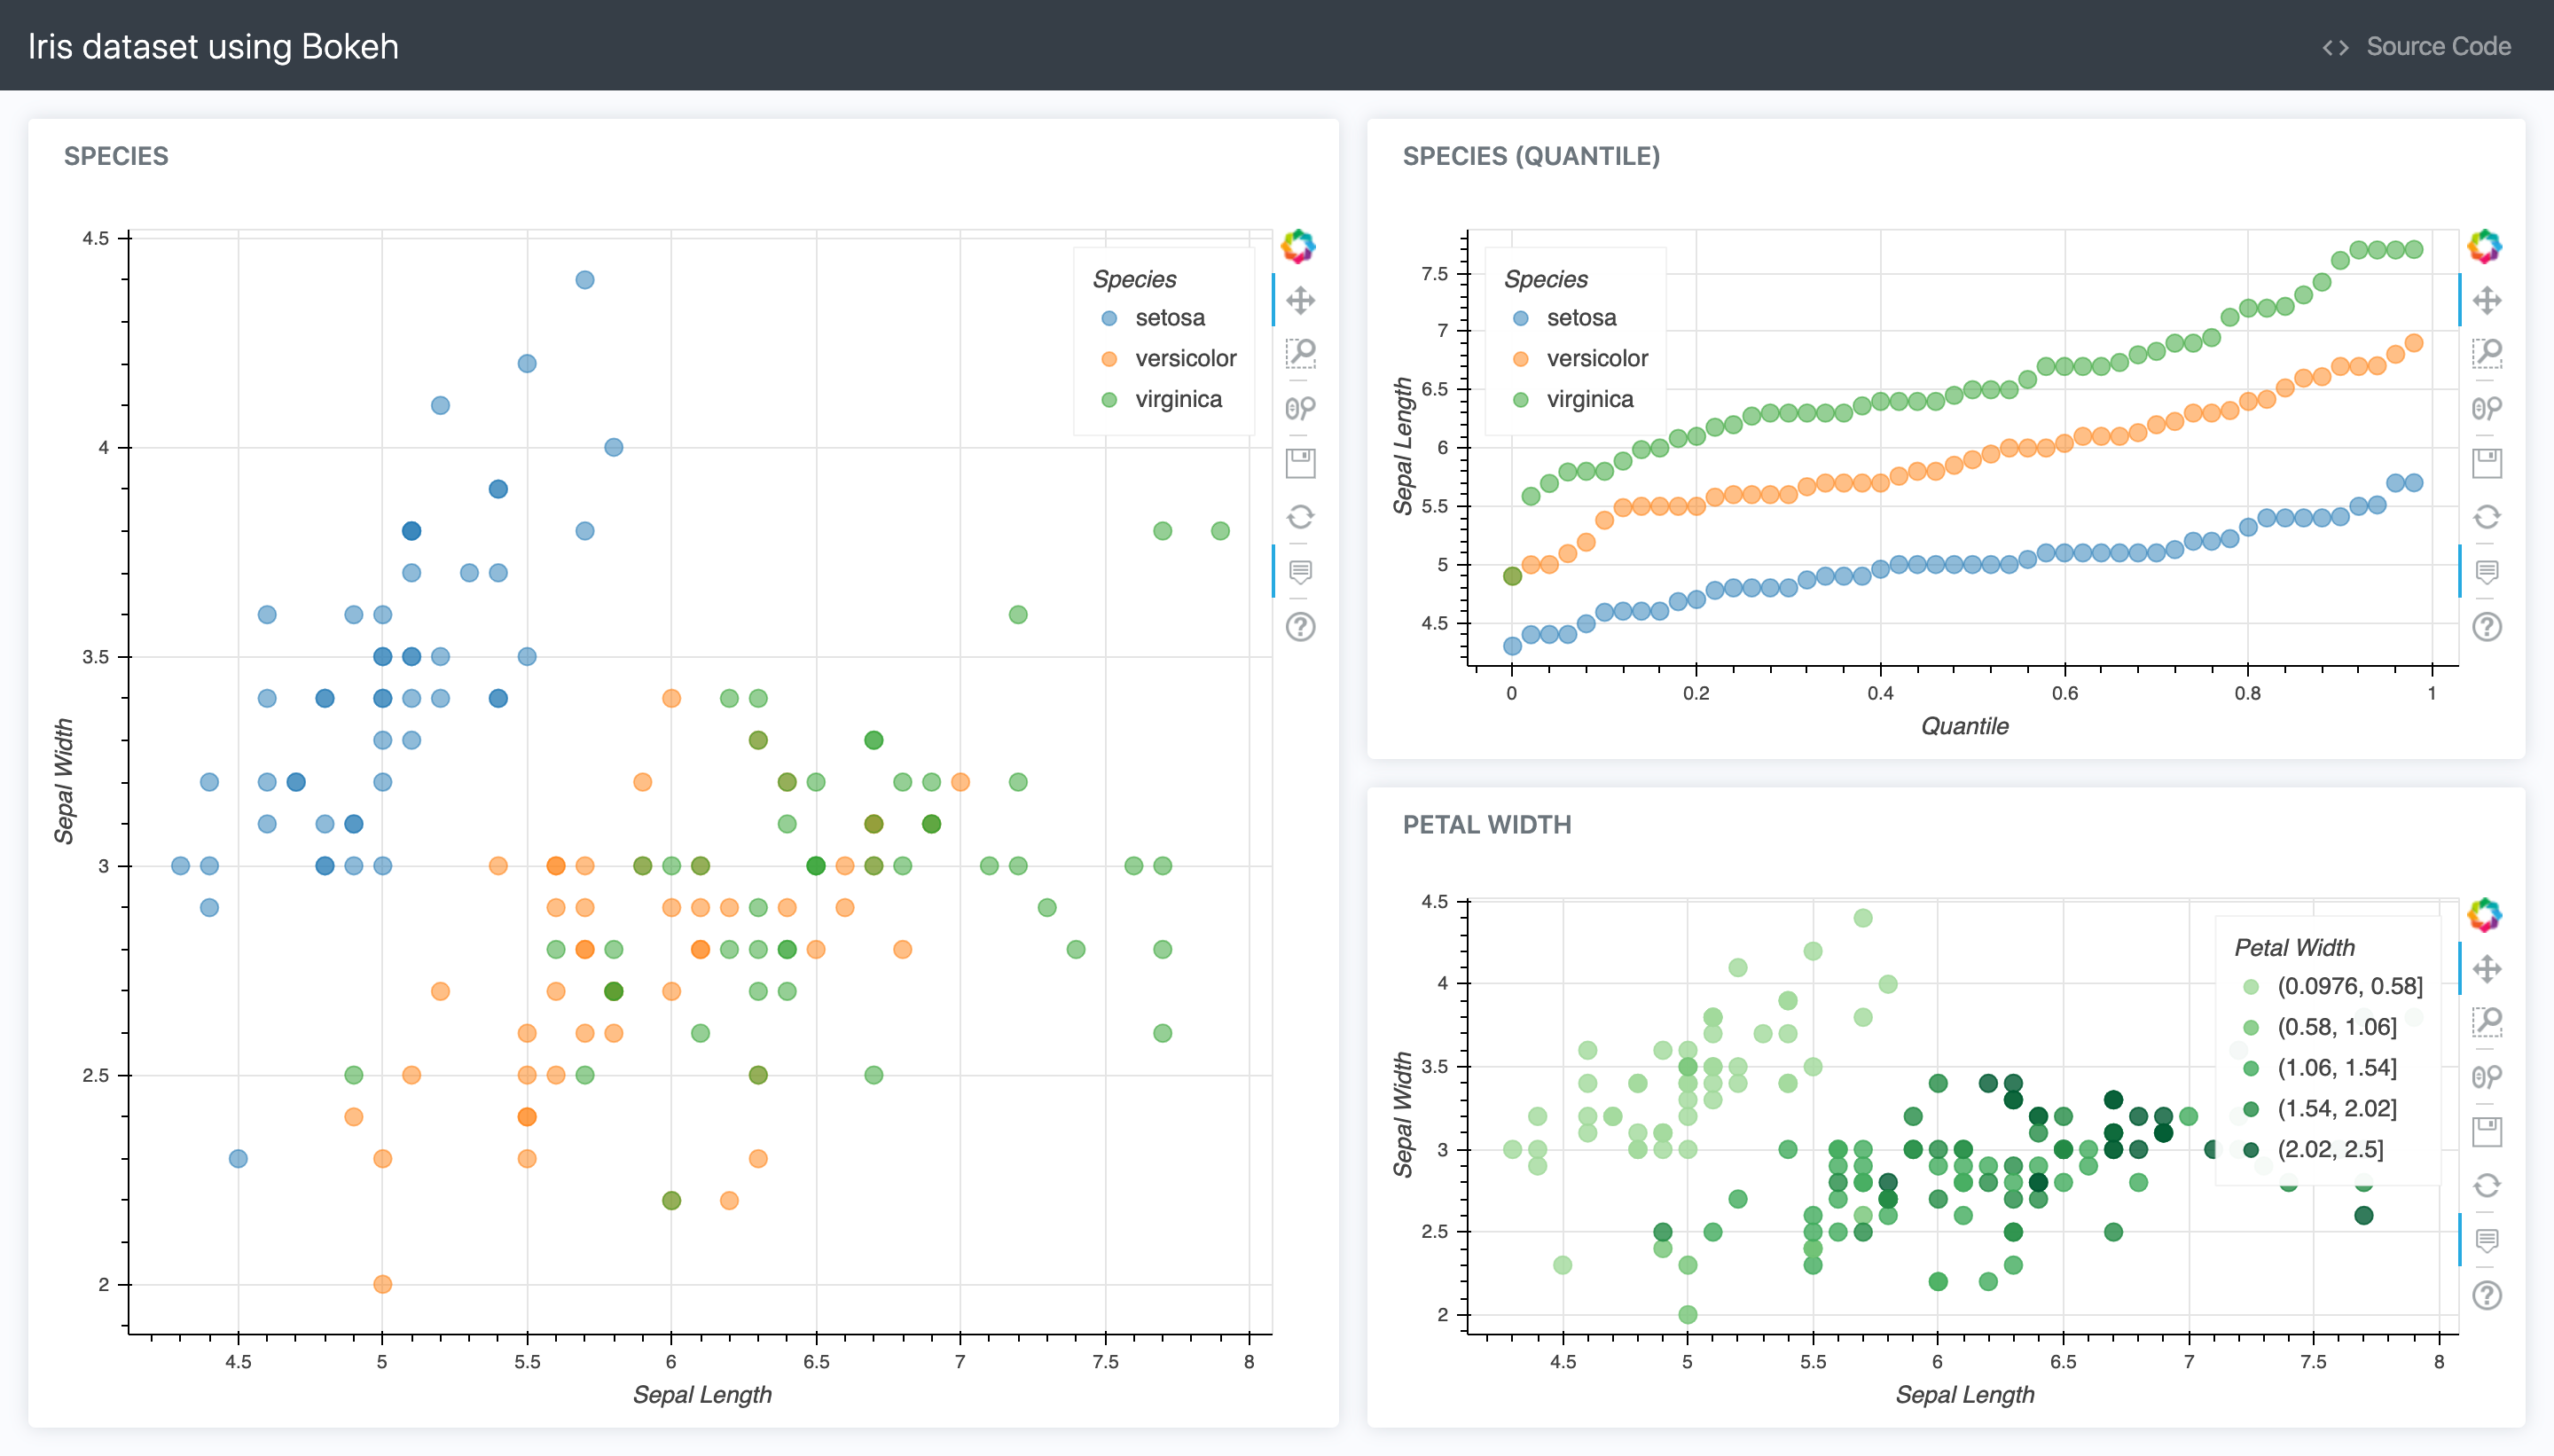 Iris dataset using Bokeh
Source Code
SPECIES
4.5
4
3.5
3
2.5
2
Sepal Width
Species
setosa
versicolor
virginica
4.5 5 5.5 6 6.5 7 7.5 8
Sepal Length
SPECIES (QUANTILE)
7.5
7
6.5
6
5.5
5
4.5
Sepal Length
Species
setosa
versicolor
virginica
0 0.2 0.4 0.6 0.8 1
Quantile
PETAL WIDTH
4.5
4
3.5
3
2.5
2
Sepal Width
Petal Width
(0.0976, 0.58]
(0.58, 1.06]
(1.06, 1.54]
(1.54, 2.02]
(2.02, 2.5]
4.5 5 5.5 6 6.5 7 7.5 8
Sepal Length